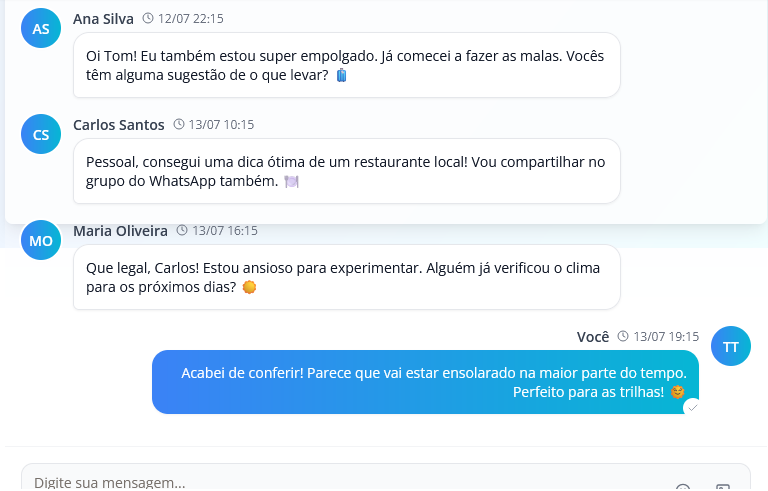 AS
Ana Silva 12/07 22:15
Oi Tom! Eu também estou super empolgado. Já comecei a fazer as malas. Vocês
têm alguma sugestão de o que levar? 🧳
CS
Carlos Santos 13/07 10:15
Pessoal, consegui uma dica ótima de um restaurante local! Vou compartilhar no
grupo do WhatsApp também. 🍽️
MO
Maria Oliveira 13/07 16:15
Que legal, Carlos! Estou ansioso para experimentar. Alguém já verificou o clima
para os próximos dias? ☀️
Você 13/07 19:15
TT
Acabei de conferir! Parece que vai estar ensolarado na maior parte do tempo.
Perfeito para as trilhas! 😊
Digite sua mensagem...